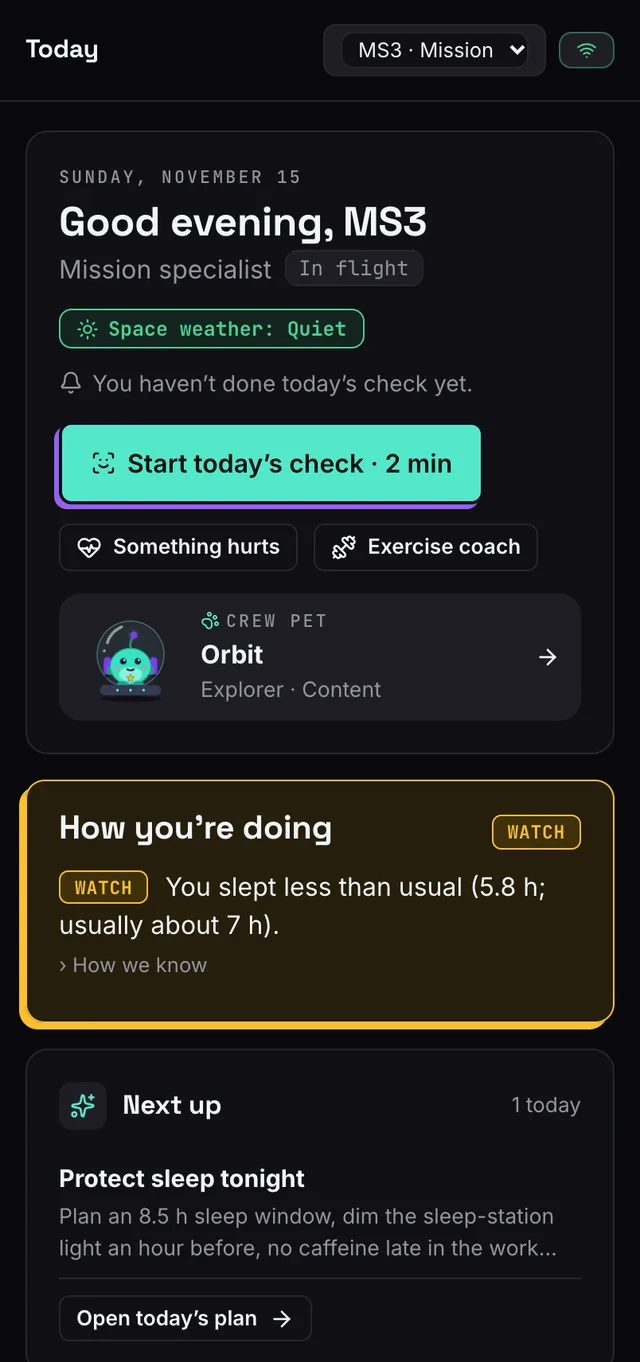 Today
MS3 · Mission
SUNDAY, NOVEMBER 15
Good evening, MS3
Mission specialist
In flight
Space weather: Quiet
You haven’t done today’s check yet.
Start today’s check · 2 min
Something hurts
Exercise coach
CREW PET
Orbit
Explorer · Content
How you’re doing
WATCH
WATCH You slept less than usual (5.8 h;
usually about 7 h).
› How we know
Next up
1 today
Protect sleep tonight
Plan an 8.5 h sleep window, dim the sleep-station
light an hour before, no caffeine late in the work...
Open today’s plan →